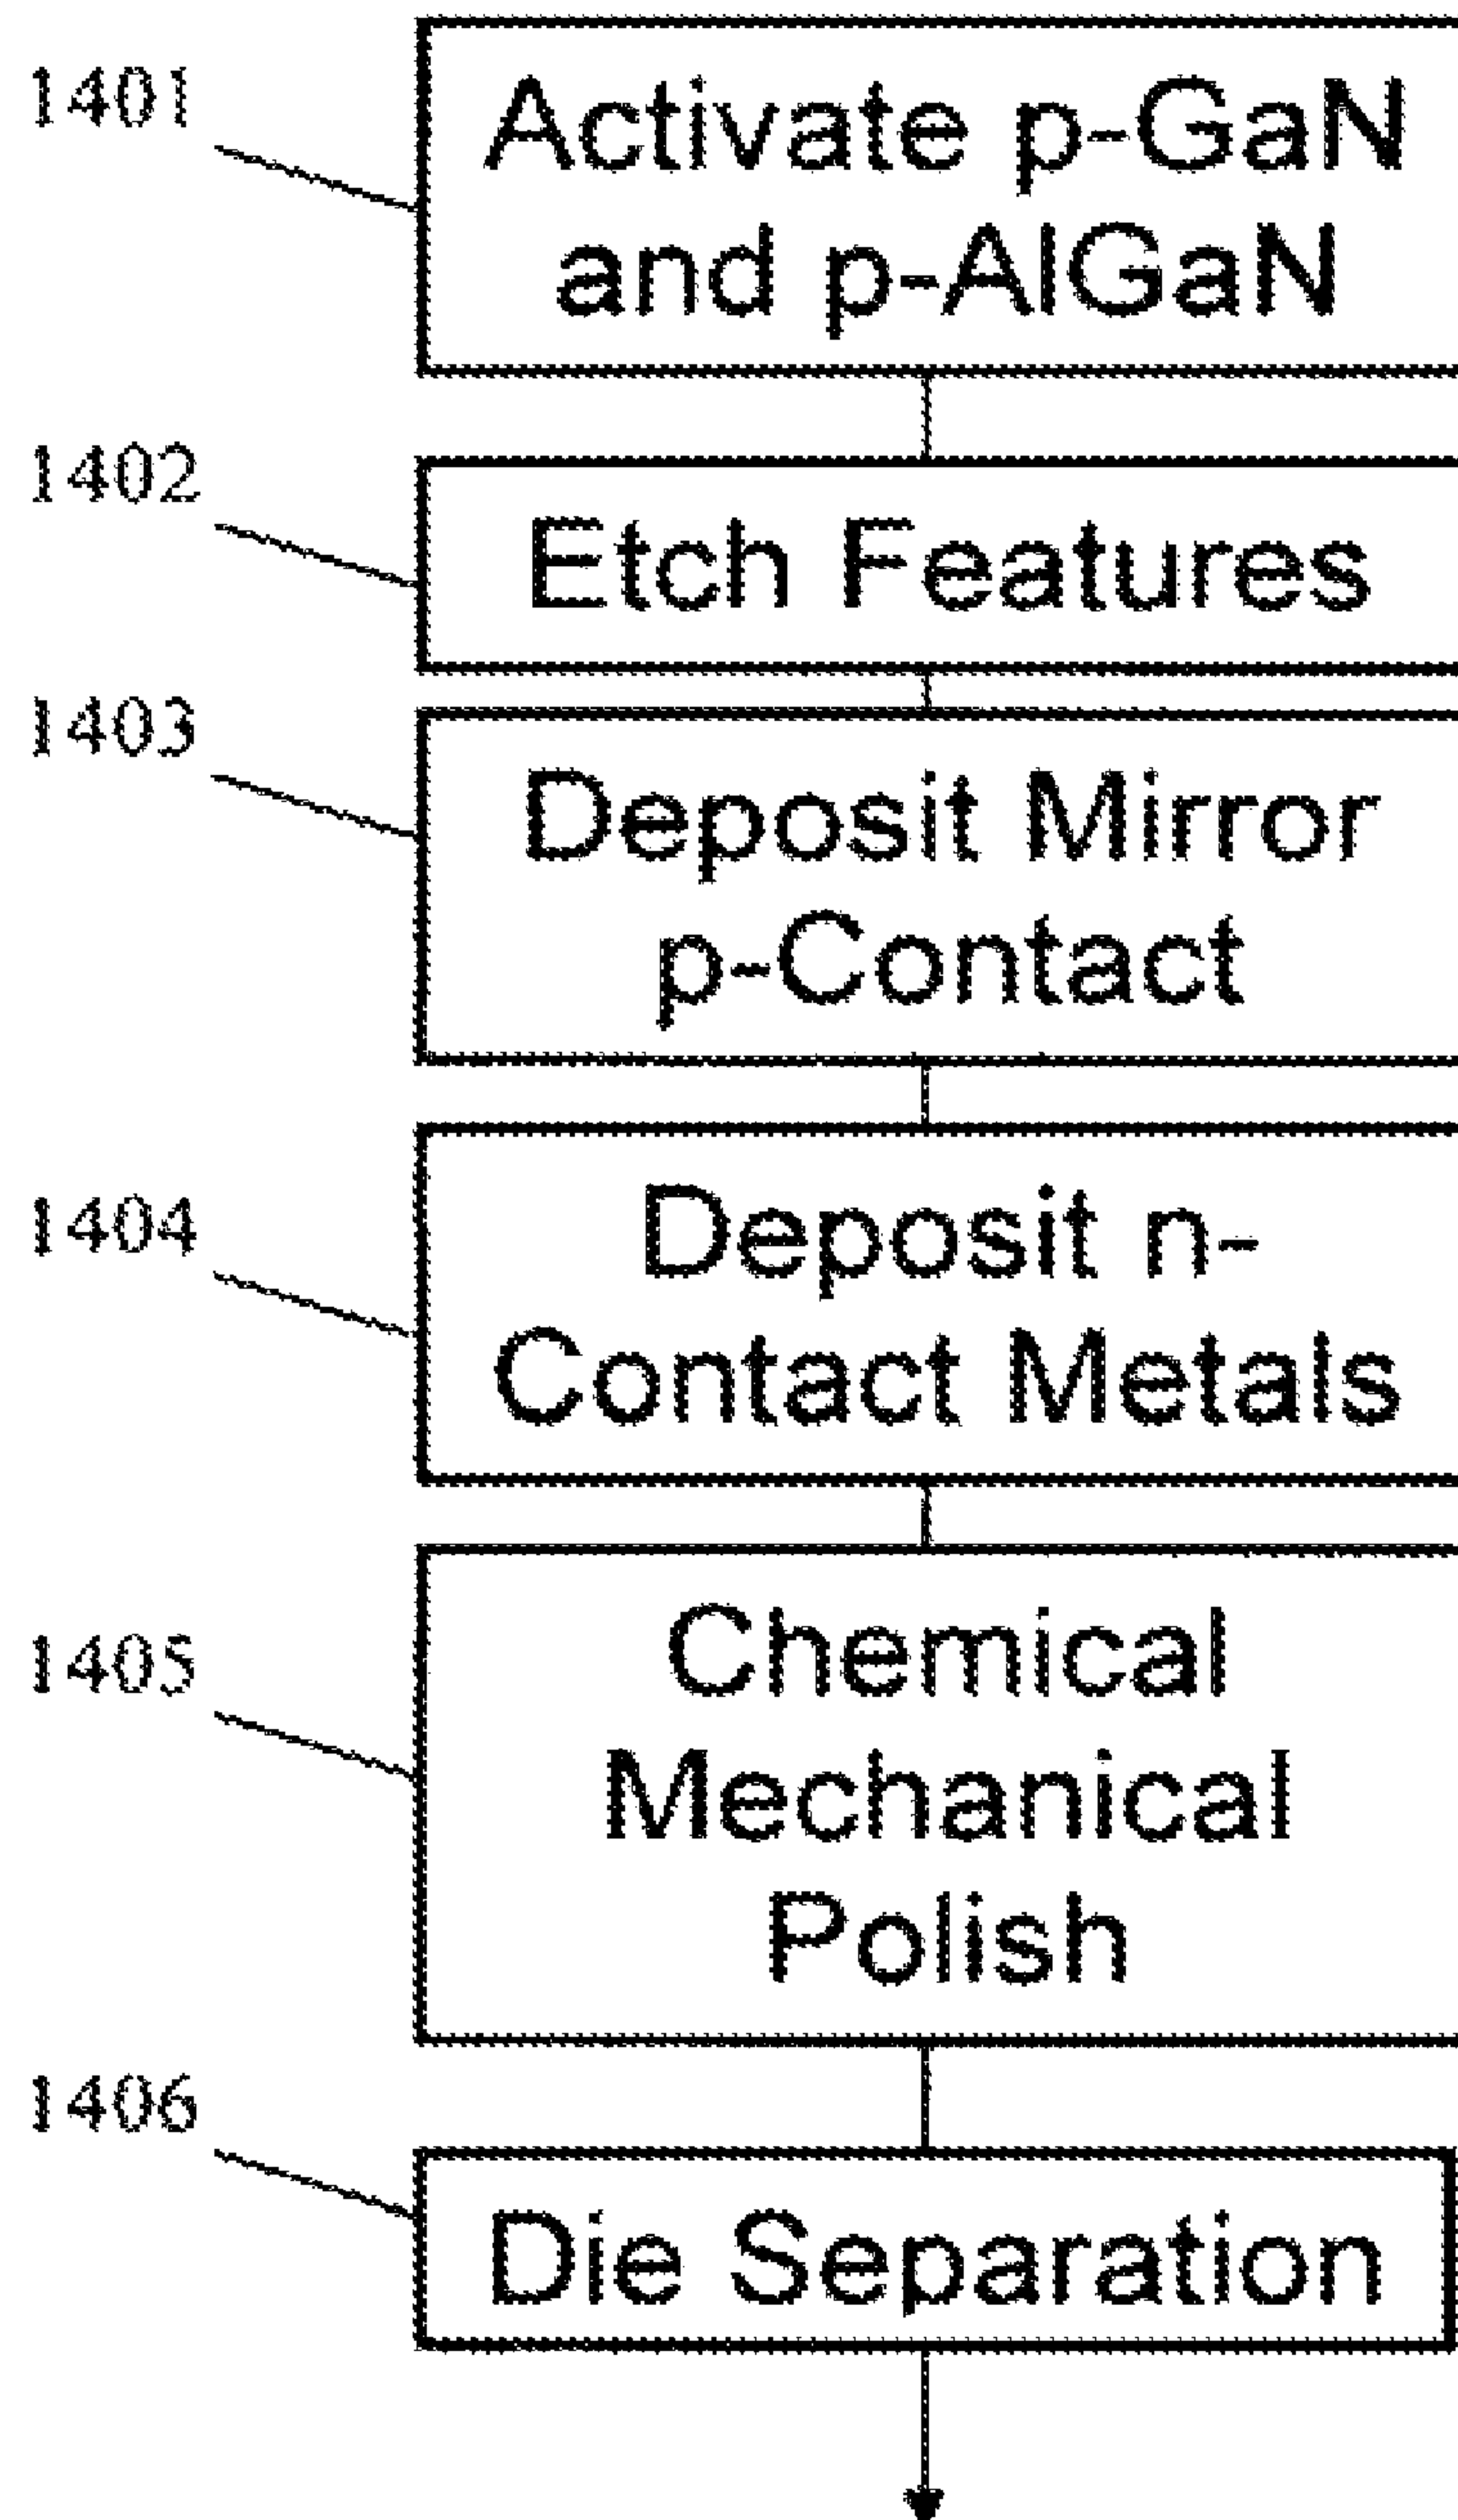 1401
Activate p-GaN
and p-AlGaN
1402
Etch Features
1403
Deposit Mirror
p-Contact
1404
Deposit n-
Contact Metals
1405
Chemical
Mechanical
Polish
1406
Die Separation